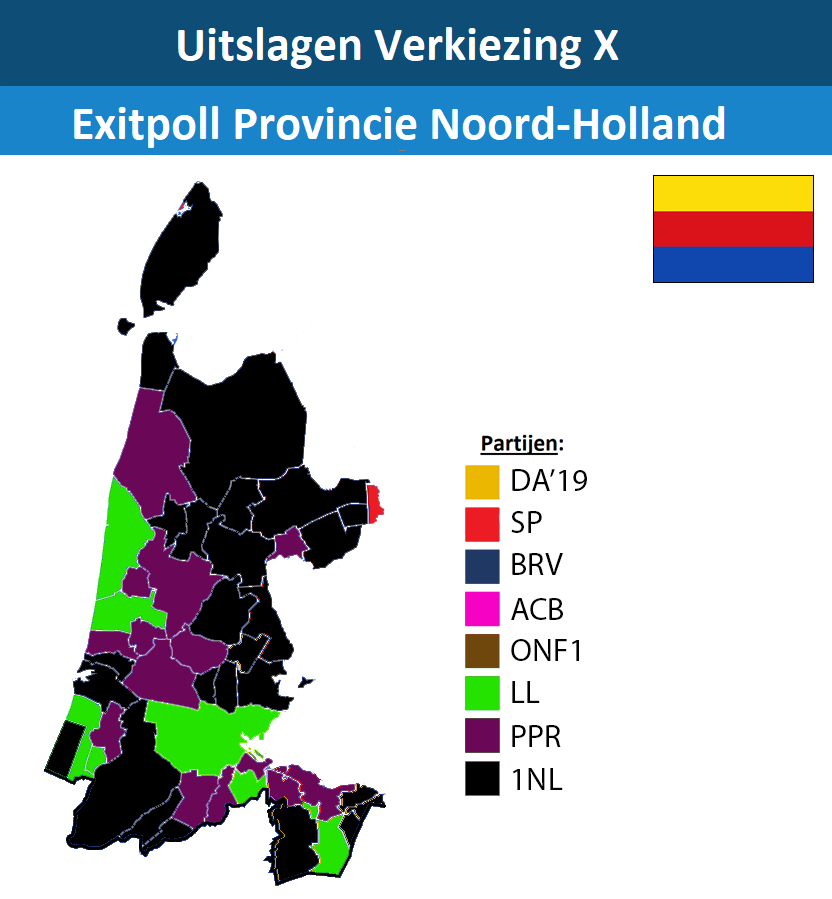 Uitslagen Verkiezing X
Exitpoll Provincie Noord-Holland
Partijen:
DA'19
SP
BRV
ACB
ONF1
LL
PPR
1NL